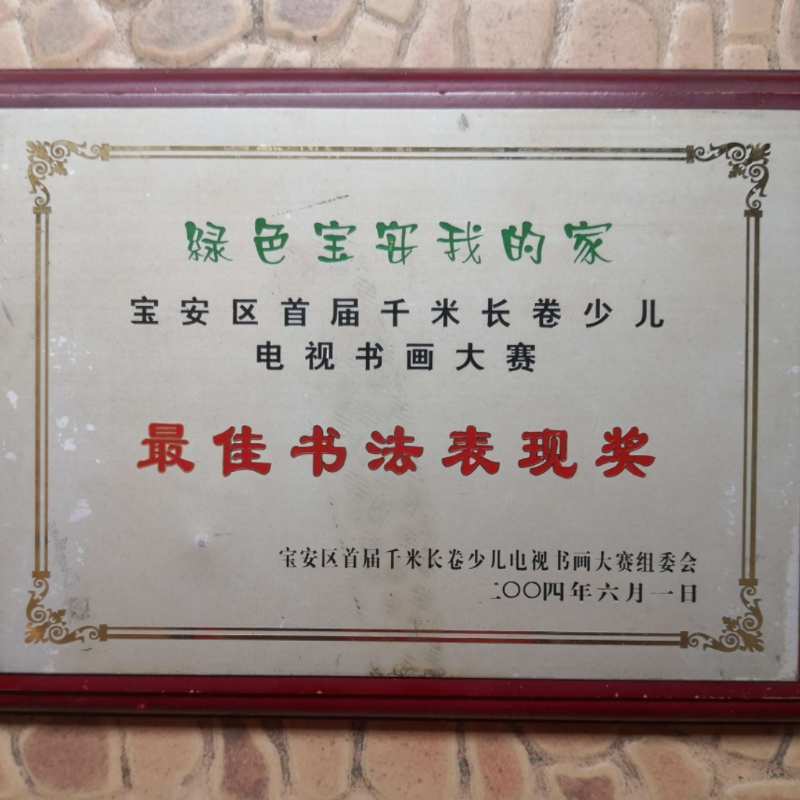 緑色宝安我的家
宝安区首届千米长卷少儿
电视书画大赛
最佳书法表现奖
宝安区首届千米长卷少儿电视书画大赛组委会
二〇〇四年六月一日